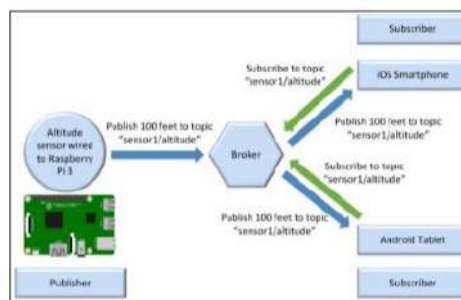 Subscriber
Subscribe to topic
"sensor1/altitude"
iOS Smartphone
Altitude
sensor wired
to Raspberry
Pi 3
Publish 100 feet to topic
"sensor1/altitude"
Broker
Publish 100 feet to topic
"sensor1/altitude"
Subscribe to topic
"sensor1/altitude"
Publish 100 feet to topic
"sensor1/altitude"
Android Tablet
Publisher
Subscriber